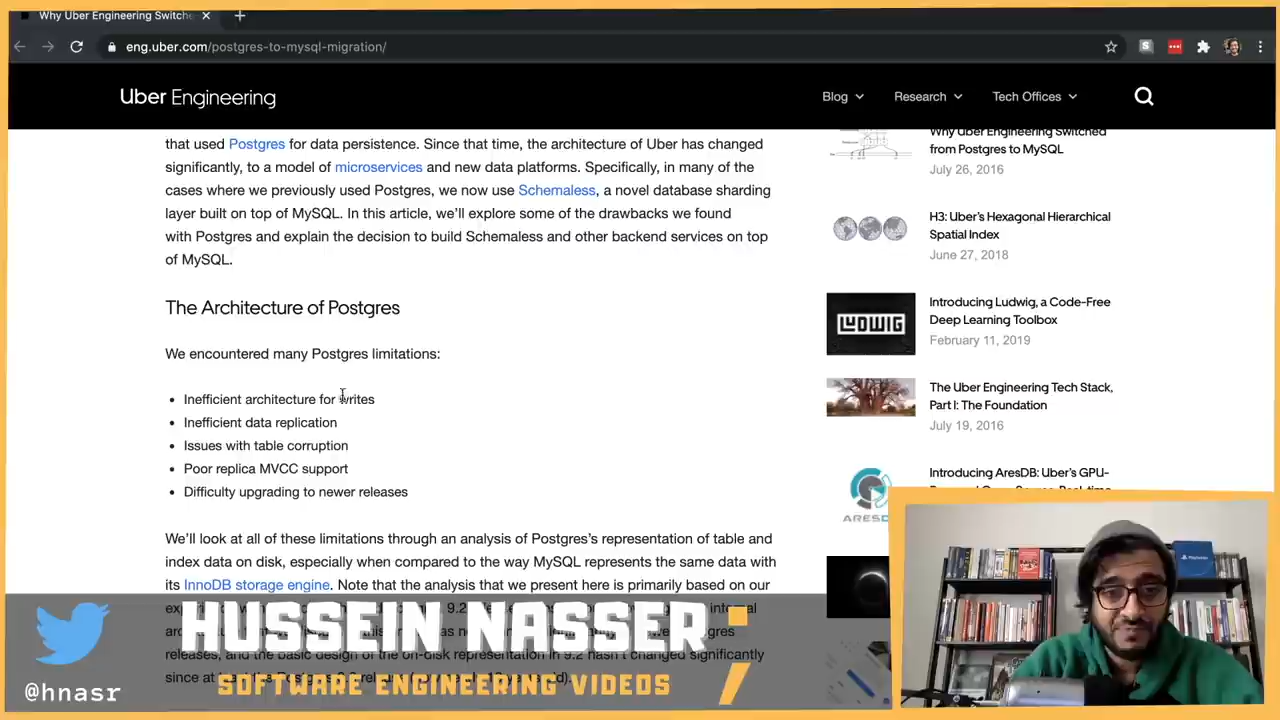 Why Uber Engineering Switche
eng.uber.com/postgres-to-mysql-migration/
Uber Engineering
Blog
Research
Tech Offices
that used Postgres for data persistence. Since that time, the architecture of Uber has changed
significantly, to a model of microservices and new data platforms. Specifically, in many of the
cases where we previously used Postgres, we now use Schemaless, a novel database sharding
layer built on top of MySQL. In this article, we’ll explore some of the drawbacks we found
with Postgres and explain the decision to build Schemaless and other backend services on top
of MySQL.
The Architecture of Postgres
We encountered many Postgres limitations:
Inefficient architecture for writes
Inefficient data replication
Issues with table corruption
Poor replica MVCC support
Difficulty upgrading to newer releases
We’ll look at all of these limitations through an analysis of Postgres’s representation of table and
index data on disk, especially when compared to the way MySQL represents the same data with
its InnoDB storage engine. Note that the analysis that we present here is primarily based on our
releases, and the basic design of the on-disk representation in 9.2 hasn't changed significantly
since at
Why Uber Engineering Switched
from Postgres to MySQL
July 26, 2016
H3: Uber’s Hexagonal Hierarchical
Spatial Index
June 27, 2018
LUDWIG
Introducing Ludwig, a Code-Free
Deep Learning Toolbox
February 11, 2019
The Uber Engineering Tech Stack,
Part I: The Foundation
July 19, 2016
Introducing AresDB: Uber’s GPU-
HUSSEIN NASSER
SOFTWARE ENGINEERING VIDEOS
@hnasr
;